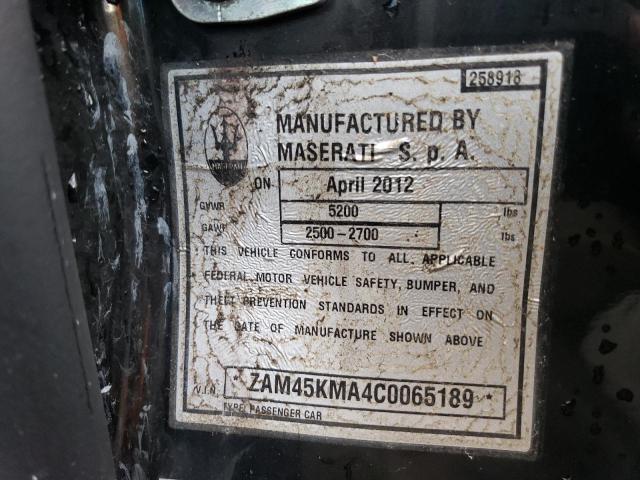 258918
MASERATI
MANUFACTURED BY
MASERATI S. p. A.
ON April 2012
GVWR 5200 lbs
GAWR 2500-2700 lbs
THIS VEHICLE CONFORMS TO ALL APPLICABLE
FEDERAL MOTOR VEHICLE SAFETY, BUMPER, AND
THEFT PREVENTION STANDARDS IN EFFECT ON
THE DATE OF MANUFACTURE SHOWN ABOVE
V.I.N. * ZAM45KMA4C0065189 *
TYPE: PASSENGER CAR